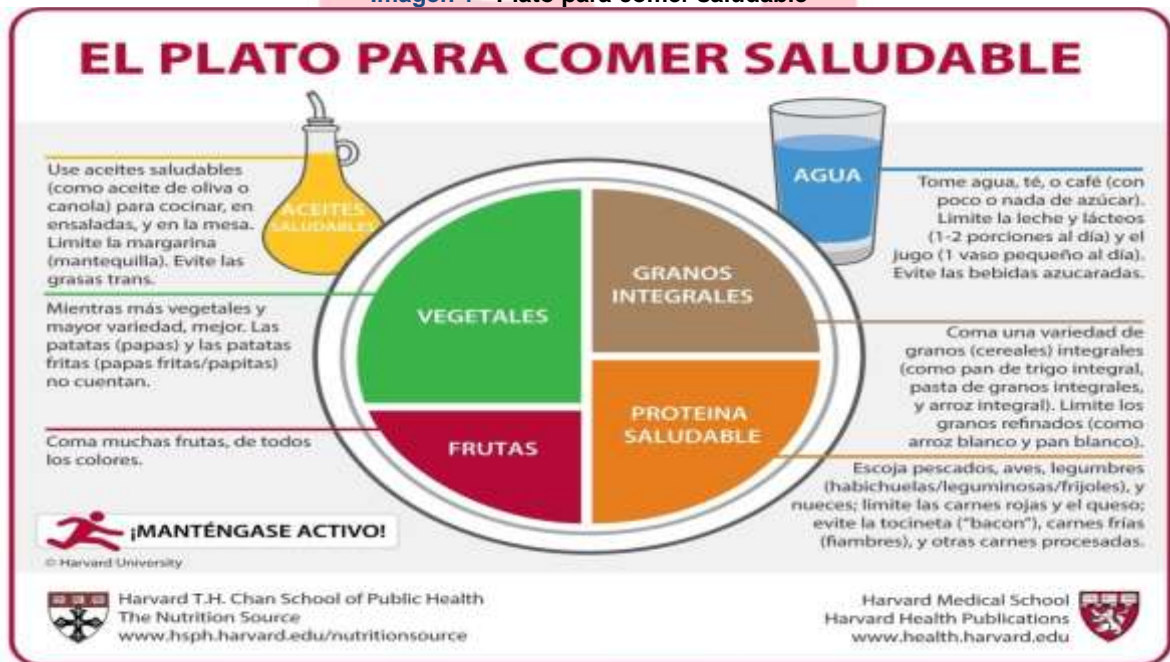 Imagen 1 - Plato para comer saludable
EL PLATO PARA COMER SALUDABLE
ACEITES
SALUDABLES
Use aceites saludables
(como aceite de oliva o
canola) para cocinar, en
ensaladas, y en la mesa.
Limite la margarina
(mantequilla). Evite las
grasas trans.
Mientras más vegetales y
mayor variedad, mejor. Las
patatas (papas) y las patatas
fritas (papas fritas/papitas)
no cuentan.
Coma muchas frutas, de todos
los colores.
VEGETALES
FRUTAS
GRANOS
INTEGRALES
PROTEINA
SALUDABLE
AGUA
Tome agua, té, o café (con
poco o nada de azúcar).
Limite la leche y lácteos
(1-2 porciones al día) y el
jugo (1 vaso pequeño al día).
Evite las bebidas azucaradas.
Coma una variedad de
granos (cereales) integrales
(como pan de trigo integral,
pasta de granos integrales,
y arroz integral). Limite los
granos refinados (como
arroz blanco y pan blanco).
Escoja pescados, aves, legumbres
(habichuelas/leguminosas/frijoles), y
nueces; limite las carnes rojas y el queso;
evite la tocineta ("bacon"), carnes frías
(fiambres), y otras carnes procesadas.
¡MANTÉNGASE ACTIVO!
© Harvard University
Harvard T.H. Chan School of Public Health
The Nutrition Source
www.hsph.harvard.edu/nutritionsource
Harvard Medical School
Harvard Health Publications
www.health.harvard.edu